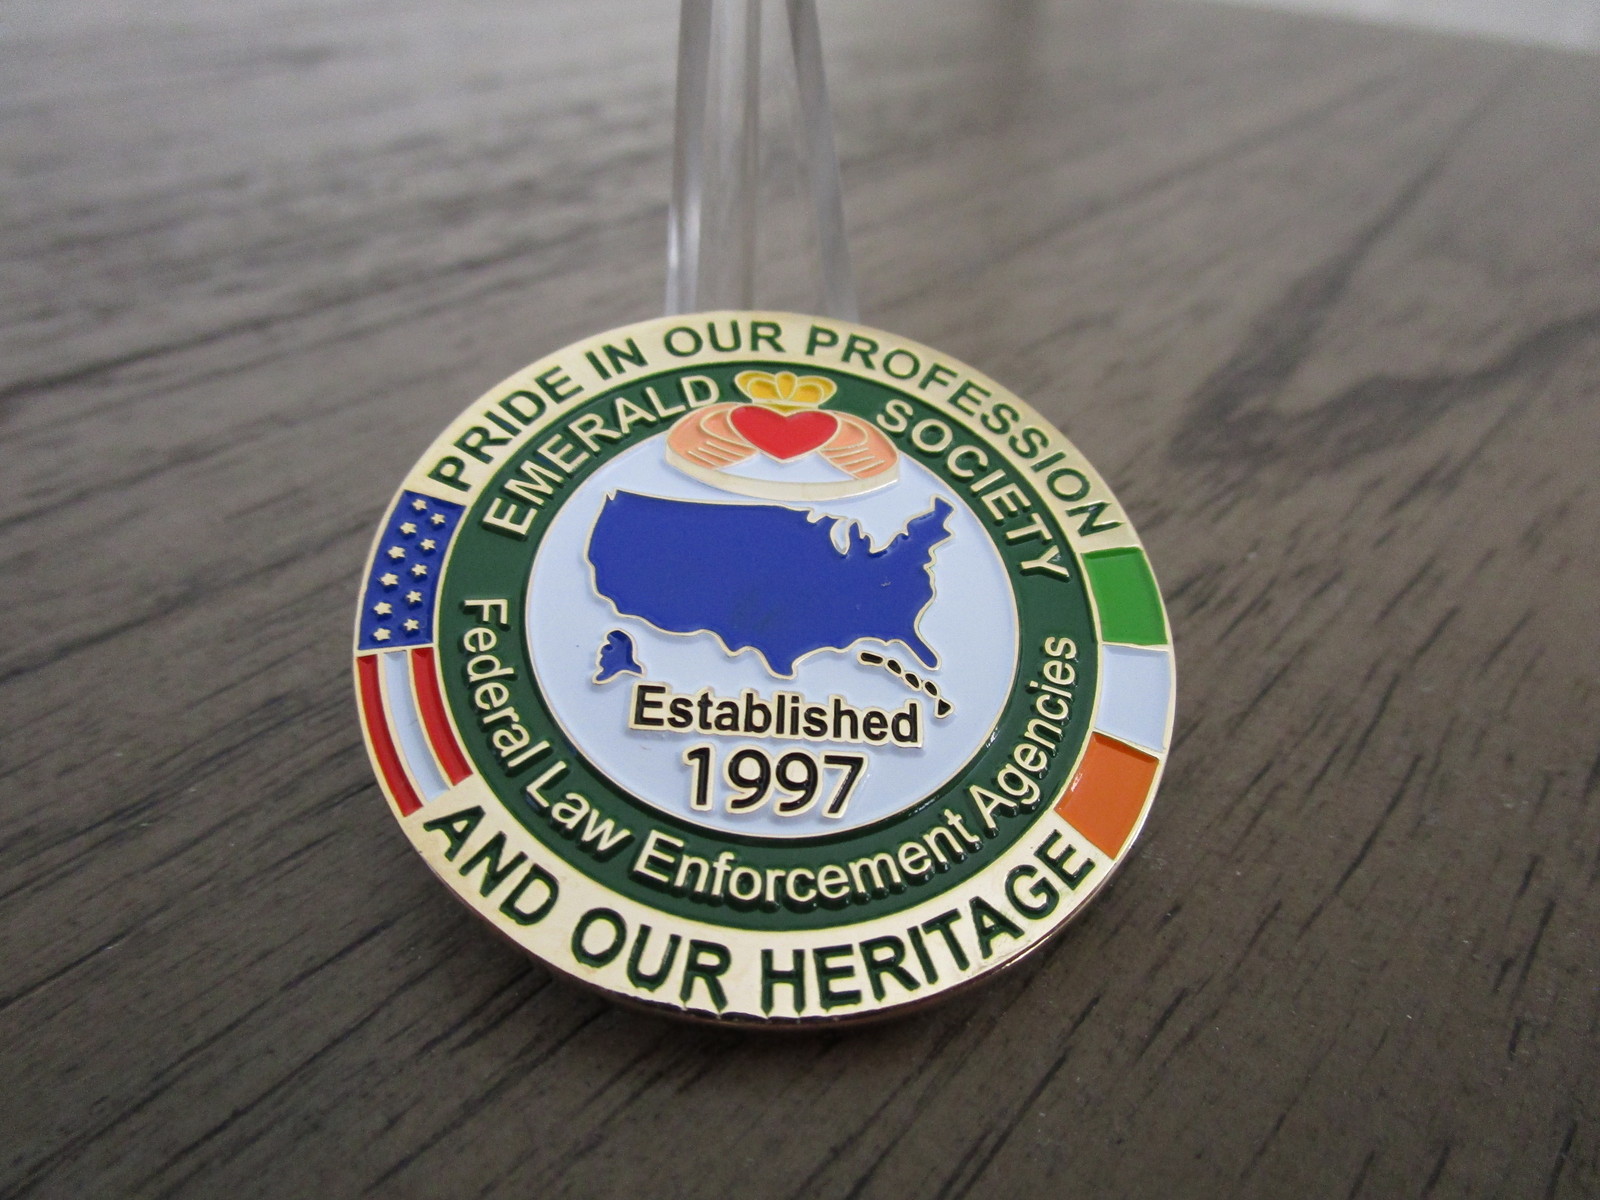 PRIDE IN OUR PROFESSION
EMERALD SOCIETY
Established
1997
Federal Law Enforcement Agencies
AND OUR HERITAGE